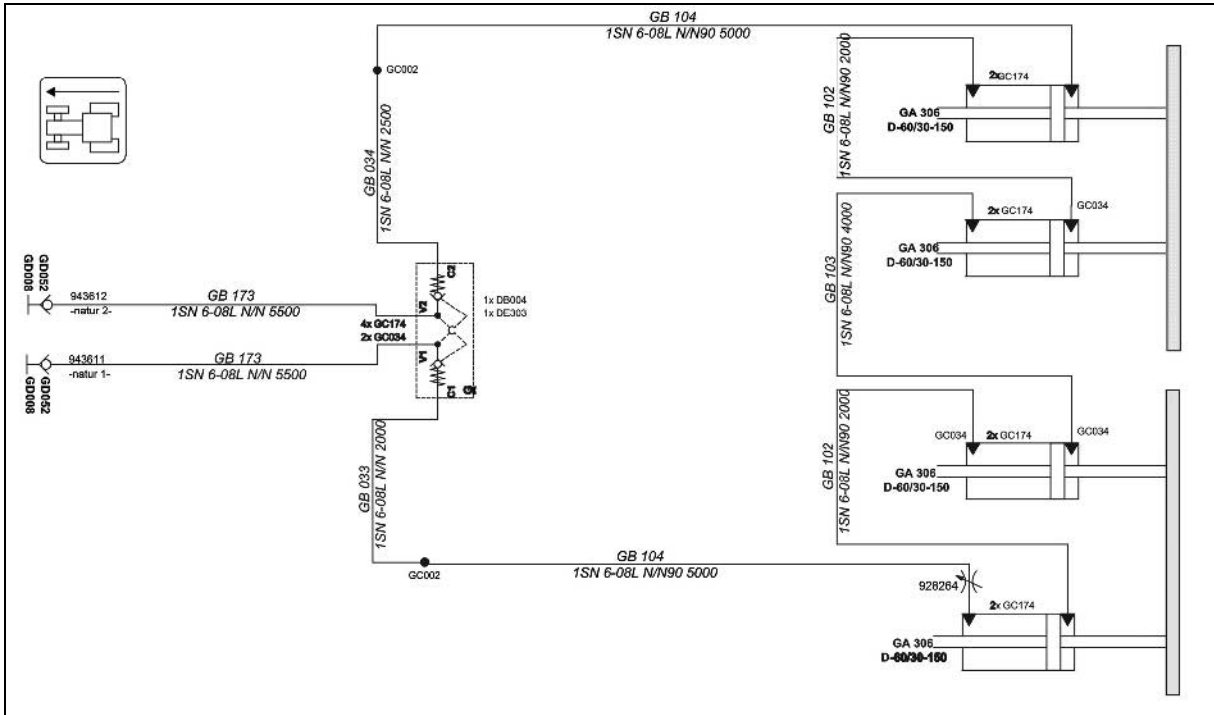 GB 104
1SN 6-08L N/N90 5000
GC002
GB 034
1SN 6-08L N/N 2500
GB 102
1SN 6-08L N/N90 2000
2xGC174
GA 306
D-60/30-150
2x GC174
GC034
GA 306
D-60/30-150
GB 103
1SN 6-08L N/N90 4000
GD008
GD052
943612
-natur 2-
GB 173
1SN 6-08L N/N 5500
4x GC174
2x GC034
C2
V2
1x DB004
1x DE303
V1
C1
943611
-natur 1-
GB 173
1SN 6-08L N/N 5500
GD008
GD052
GB 033
1SN 6-08L N/N 2000
GB 102
1SN 6-08L N/N90 2000
GC034
2x GC174
GC034
GA 306
D-60/30-150
GC002
GB 104
1SN 6-08L N/N90 5000
928264
2x GC174
GA 306
D-60/30-150